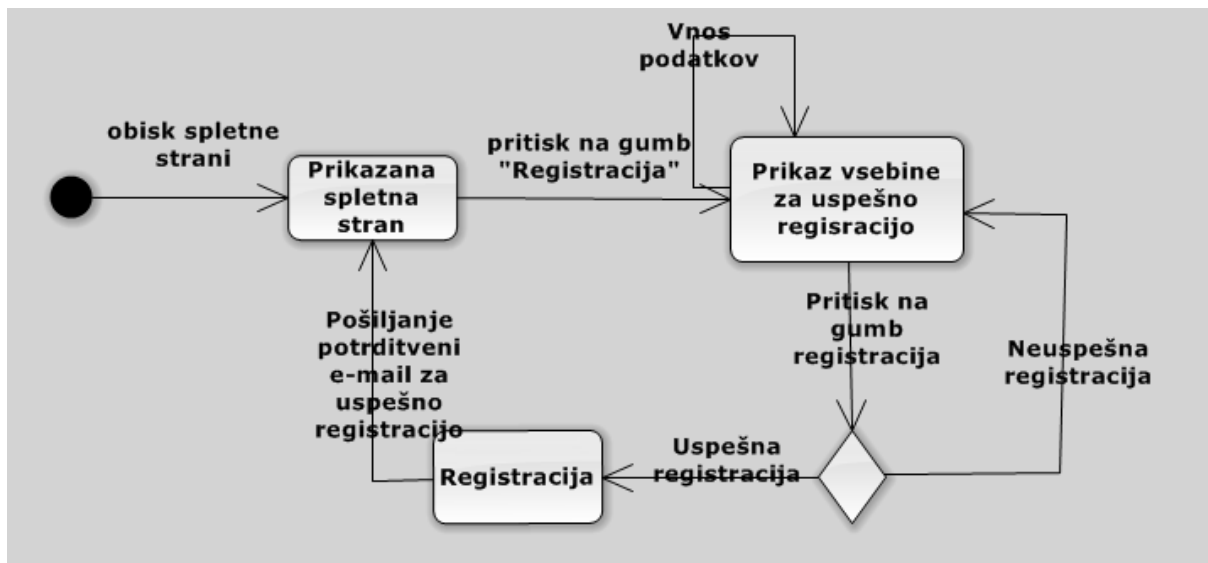 Vnos
podatkov
obisk spletne
strani
Prikazana
spletna
stran
pritisk na gumb
"Registracija"
Prikaz vsebine
za uspešno
regisracijo
Pritisk na
gumb
registracija
Neuspešna
registracija
Pošiljanje
potrditveni
e-mail za
uspešno
registracijo
Registracija
Uspešna
registracija